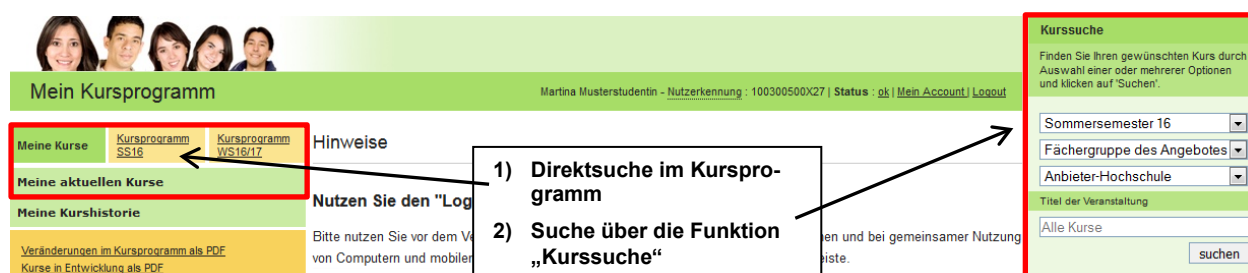 Mein Kursprogramm
Martina Musterstudentin - Nutzerkennung : 100300500X27 | Status : ok | Mein Account | Logout
Meine Kurse
Kursprogramm
SS16
Kursprogramm
WS16/17
Meine aktuellen Kurse
Meine Kurshistorie
Veränderungen im Kursprogramm als PDF
Kurse in Entwicklung als PDF
Hinweise
Nutzen Sie den "Log
Bitte nutzen Sie vor dem
en und bei gemeinsamer Nutzung
von Computern und
1) Direktsuche im Kurspro-
gramm
2) Suche über die Funktion
„Kurssuche“
Kurssuche
Finden Sie Ihren gewünschten Kurs durch
Auswahl einer oder mehrerer Optionen
und klicken auf 'Suchen'.
Sommersemester 16
Fächergruppe des Angebotes
Anbieter-Hochschule
Titel der Veranstaltung
Alle Kurse
suchen